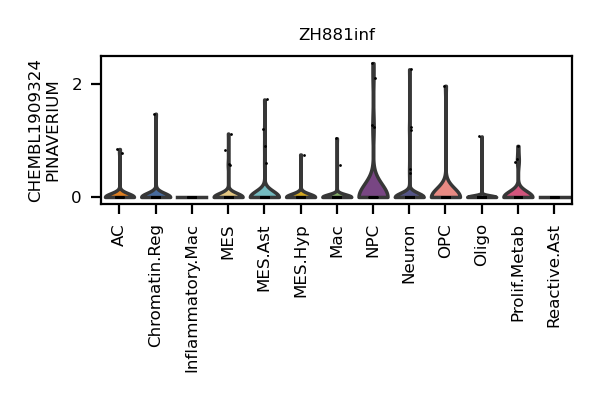 ZH881inf
CHEMBL1909324
PINAVERIUM
2
0
AC
Chromatin.Reg
Inflammatory.Mac
MES
MES.Ast
MES.Hyp
Mac
NPC
Neuron
OPC
Oligo
Prolif.Metab
Reactive.Ast